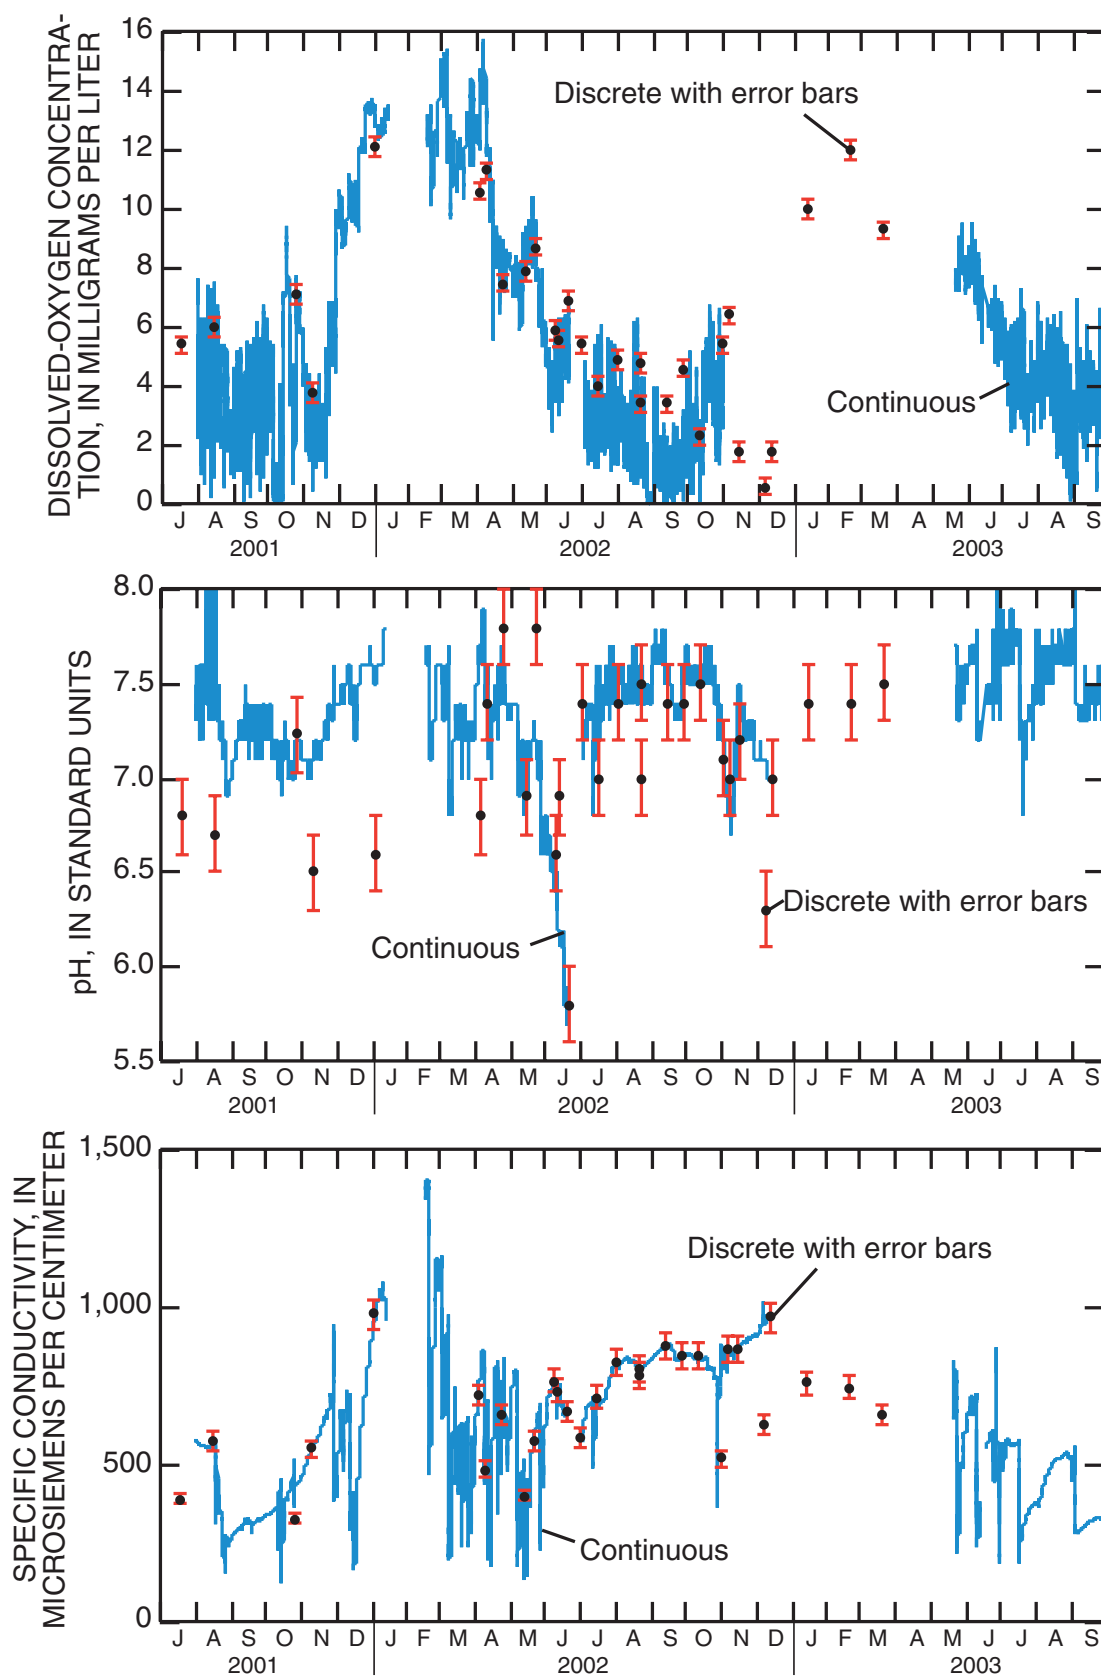 DISSOLVED-OXYGEN CONCENTRA-
TION, IN MILLIGRAMS PER LITER
16
14
12
10
8
6
4
2
0
Discrete with error bars
Continuous
J A S O N D J F M A M J J A S O N D J F M A M J J A S
2001 2002 2003
pH, IN STANDARD UNITS
8.0
7.5
7.0
6.5
6.0
5.5
Discrete with error bars
Continuous
J A S O N D J F M A M J J A S O N D J F M A M J J A S
2001 2002 2003
SPECIFIC CONDUCTIVITY, IN
MICROSIEMENS PER CENTIMETER
1,500
1,000
500
0
Discrete with error bars
Continuous
J A S O N D J F M A M J J A S O N D J F M A M J J A S
2001 2002 2003